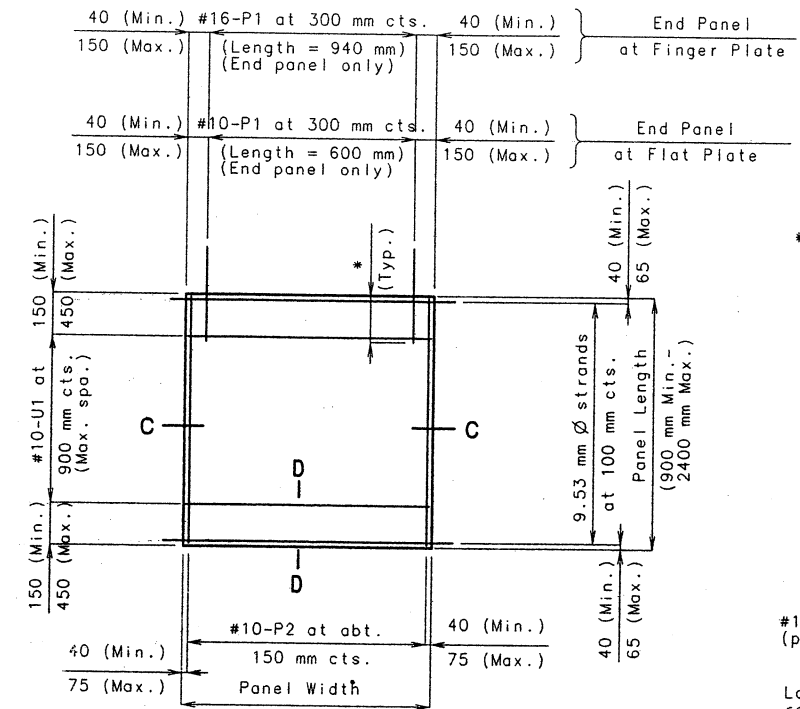 40 (Min.) #16-P1 at 300 mm cts. 40 (Min.) End Panel
150 (Max.) (Length = 940 mm) 150 (Max.) at Finger Plate
(End panel only)
40 (Min.) #10-P1 at 300 mm cts. 40 (Min.) End Panel
150 (Max.) (Length = 600 mm) 150 (Max.) at Flat Plate
(End panel only)
150 (Min.)
450 (Max.)
*
(Typ.)
40 (Min.)
65 (Max.)
*
#10-U1 at
900 mm cts.
(Max. spa.)
C
C
D
D
9.53 mm Ø strands
at 100 mm cts.
Panel Length
(900 mm Min.-
2400 mm Max.)
150 (Min.)
450 (Max.)
40 (Min.)
65 (Max.)
#10-P2 at abt. 40 (Min.)
40 (Min.) 150 mm cts. 75 (Max.)
75 (Max.) Panel Width
#1
(p